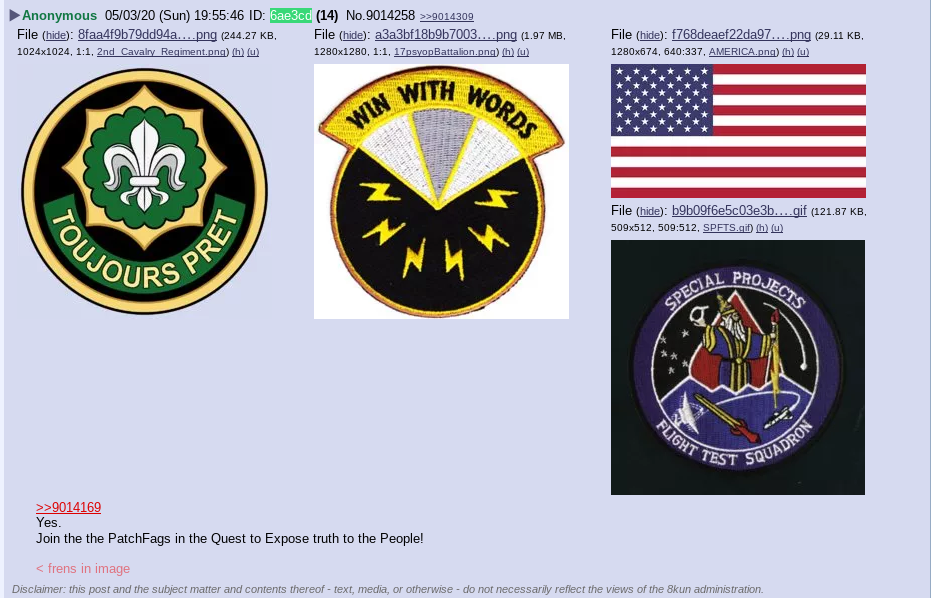 Anonymous 05/03/20 (Sun) 19:55:46 ID: 6ae3cd (14) No.9014258 >>9014309
File (hide): 8faa4f9b79dd94a….png (244.27 KB,
1024x1024, 1:1, 2nd_Cavalry_Regiment.png) (h) (u)
TOUJOURS PRET
File (hide): a3a3bf18b9b7003….png (1.97 MB,
1280x1280, 1:1, 17psyopBattalion.png) (h) (u)
WIN WITH WORDS
File (hide): f768deaef22da97….png (29.11 KB,
1280x674, 640:337, AMERICA.png) (h) (u)
File (hide): b9b09f6e5c03e3b….gif (121.87 KB,
509x512, 509:512, SPFTS.gif) (h) (u)
SPECIAL PROJECTS
FLIGHT TEST SQUADRON
>>9014169
Yes.
Join the the PatchFags in the Quest to Expose truth to the People!
< frens in image
Disclaimer: this post and the subject matter and contents thereof - text, media, or otherwise - do not necessarily reflect the views of the 8kun administration.